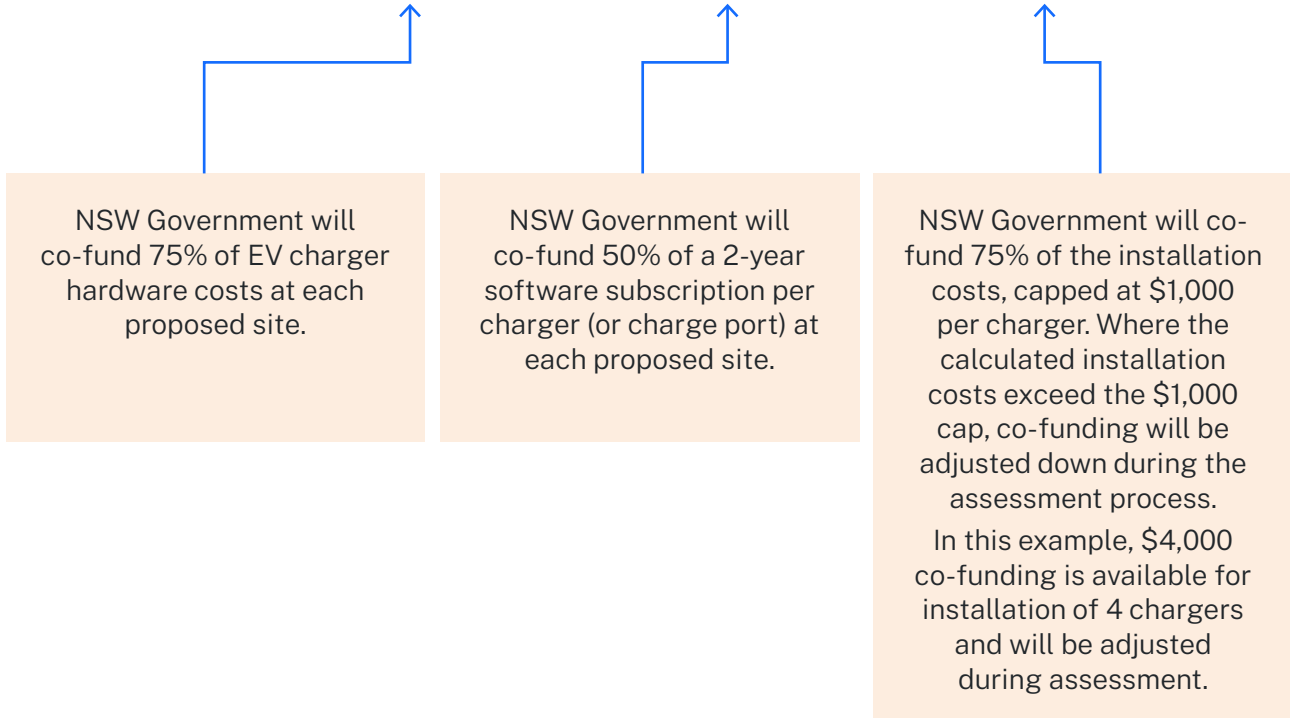 NSW Government will
co-fund 75% of EV charger
hardware costs at each
proposed site.
NSW Government will
co-fund 50% of a 2-year
software subscription per
charger (or charge port) at
each proposed site.
NSW Government will co-
fund 75% of the installation
costs, capped at $1,000
per charger. Where the
calculated installation
costs exceed the $1,000
cap, co-funding will be
adjusted down during the
assessment process.
In this example, $4,000
co-funding is available for
installation of 4 chargers
and will be adjusted
during assessment.